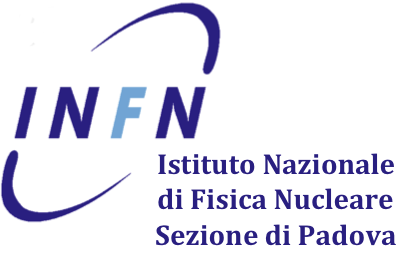 INFN
Istituto Nazionale
di Fisica Nucleare
Sezione di Padova